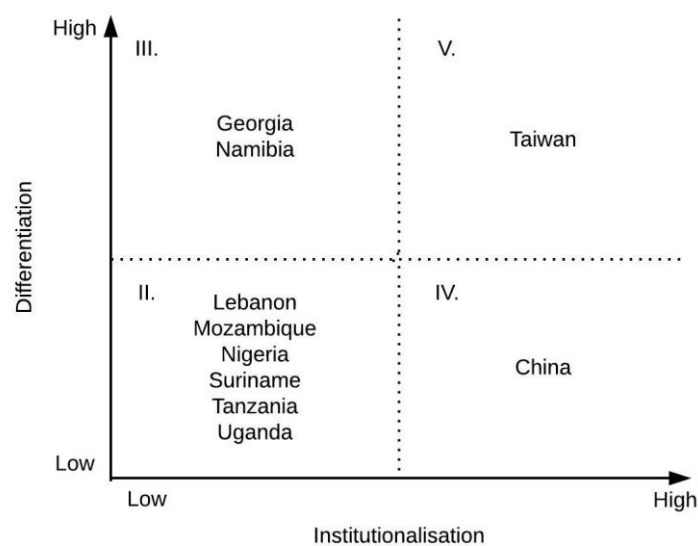 High
III.
V.
Georgia
Namibia
Taiwan
Differentiation
II.
IV.
Lebanon
Mozambique
Nigeria
Suriname
Tanzania
Uganda
China
Low
Low
High
Institutionalisation